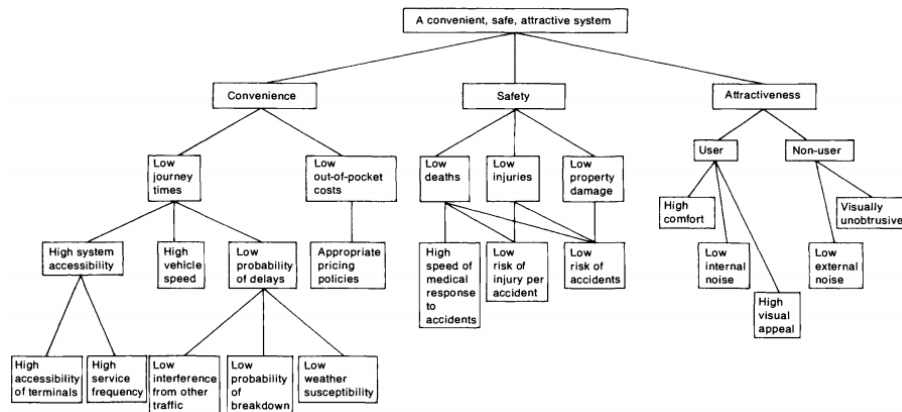 A convenient, safe, attractive system
Convenience
Safety
Attractiveness
Low
journey
times
Low
out-of-pocket
costs
Low
deaths
Low
injuries
Low
property
damage
User
Non-user
High
comfort
Visually
unobtrusive
High system
accessibility
High
vehicle
speed
Low
probability
of delays
Appropriate
pricing
policies
High
speed of
medical
response
to
accidents
Low
risk of
injury per
accident
Low
risk of
accidents
Low
internal
noise
Low
external
noise
High
visual
appeal
High
accessibility
of terminals
High
service
frequency
Low
interference
from other
traffic
Low
probability
of
breakdown
Low
weather
susceptibility